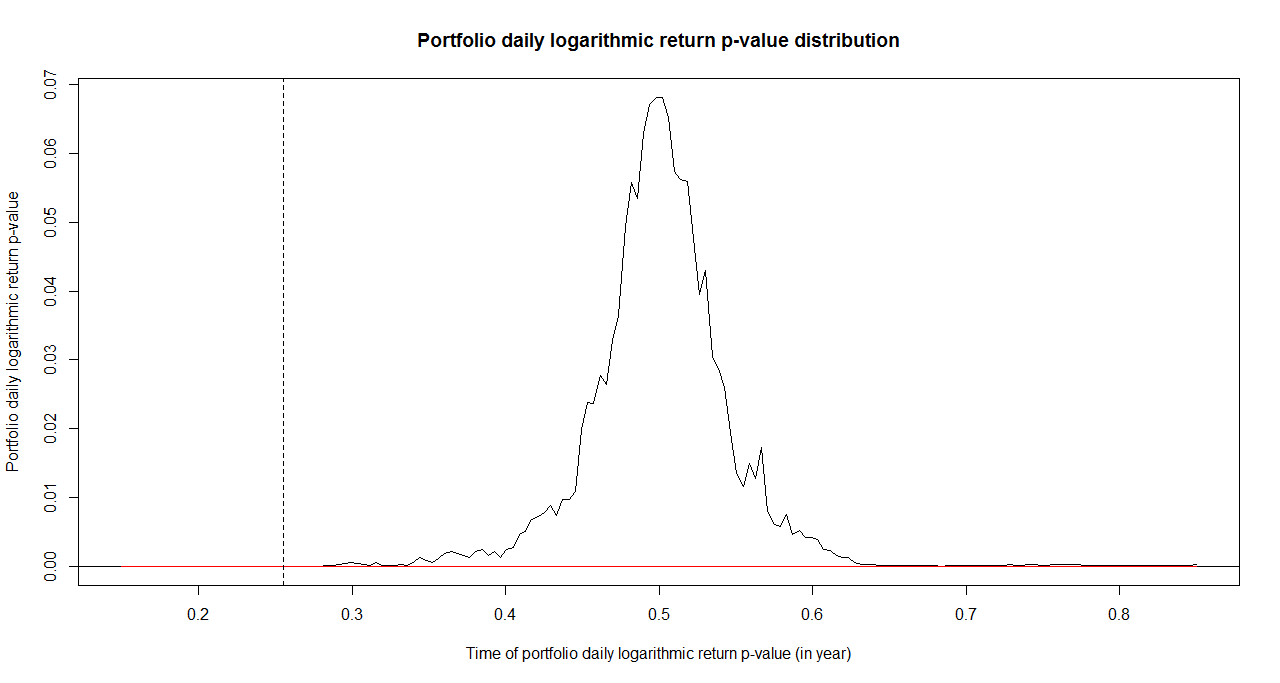 Portfolio daily logarithmic return p-value distribution
Portfolio daily logarithmic return p-value
0.07
0.06
0.05
0.04
0.03
0.02
0.01
0.00
0.2 0.3 0.4 0.5 0.6 0.7 0.8
Time of portfolio daily logarithmic return p-value (in year)